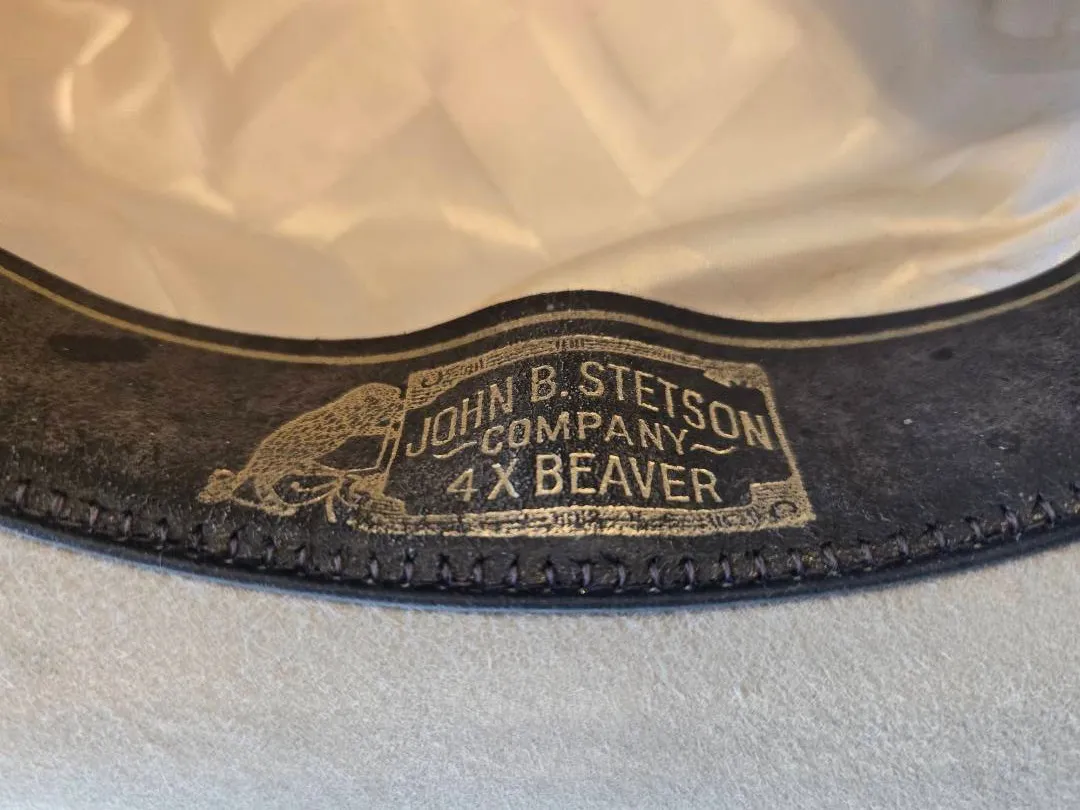 JOHN B. STETSON
COMPANY
4X BEAVER